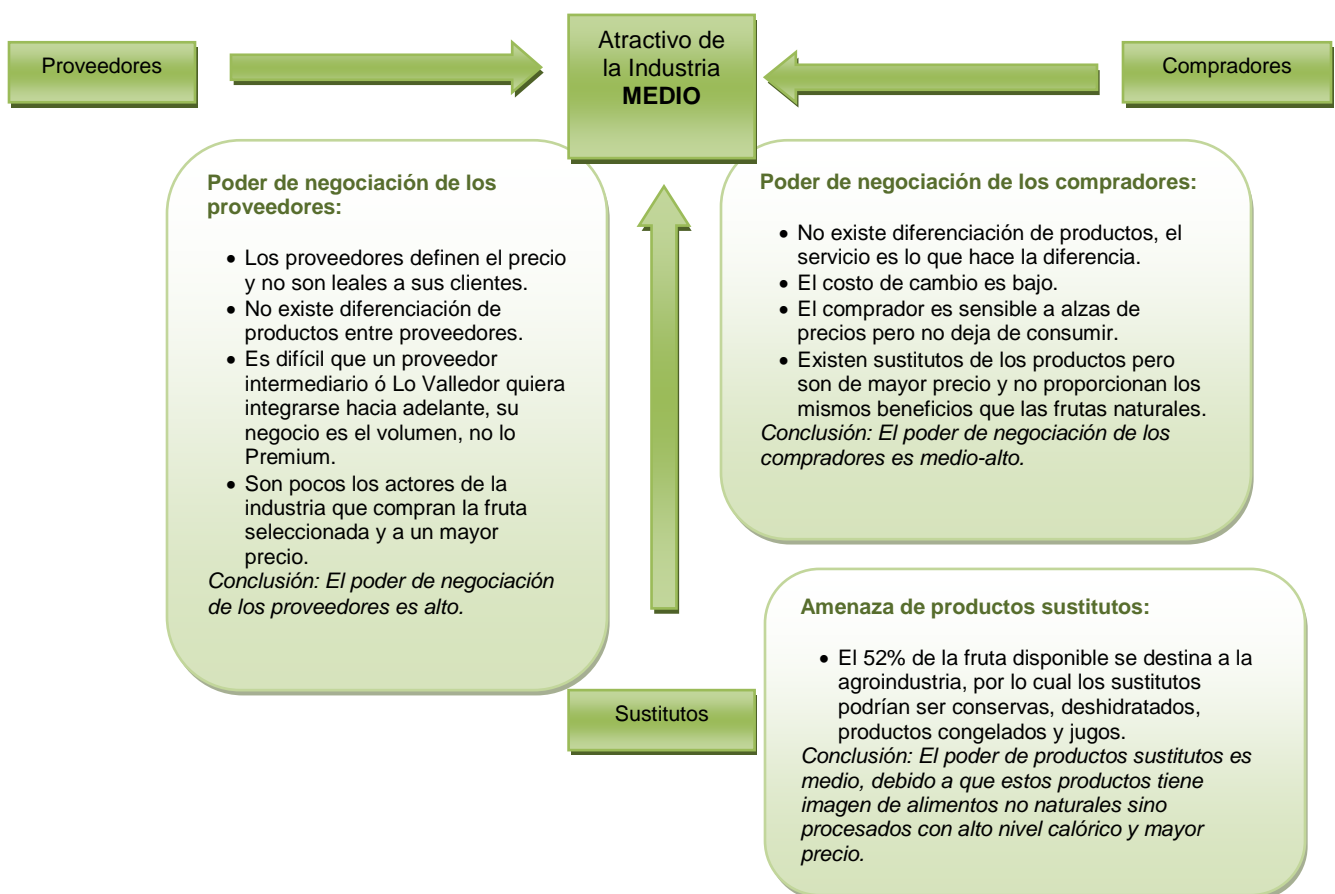 Proveedores
Atractivo de
la Industria
MEDIO
Compradores
Poder de negociación de los
proveedores:
• Los proveedores definen el precio
y no son leales a sus clientes.
• No existe diferenciación de
productos entre proveedores.
• Es difícil que un proveedor
intermediario ó Lo Valledor quiera
integrarse hacia adelante, su
negocio es el volumen, no lo
Premium.
• Son pocos los actores de la
industria que compran la fruta
seleccionada y a un mayor
precio.
Conclusión: El poder de negociación
de los proveedores es alto.
Poder de negociación de los compradores:
• No existe diferenciación de productos, el
servicio es lo que hace la diferencia.
• El costo de cambio es bajo.
• El comprador es sensible a alzas de
precios pero no deja de consumir.
• Existen sustitutos de los productos pero
son de mayor precio y no proporcionan los
mismos beneficios que las frutas naturales.
Conclusión: El poder de negociación de los
compradores es medio-alto.
Sustitutos
Amenaza de productos sustitutos:
• El 52% de la fruta disponible se destina a la
agroindustria, por lo cual los sustitutos
podrían ser conservas, deshidratados,
productos congelados y jugos.
Conclusión: El poder de productos sustitutos es
medio, debido a que estos productos tiene
imagen de alimentos no naturales sino
procesados con alto nivel calórico y mayor
precio.